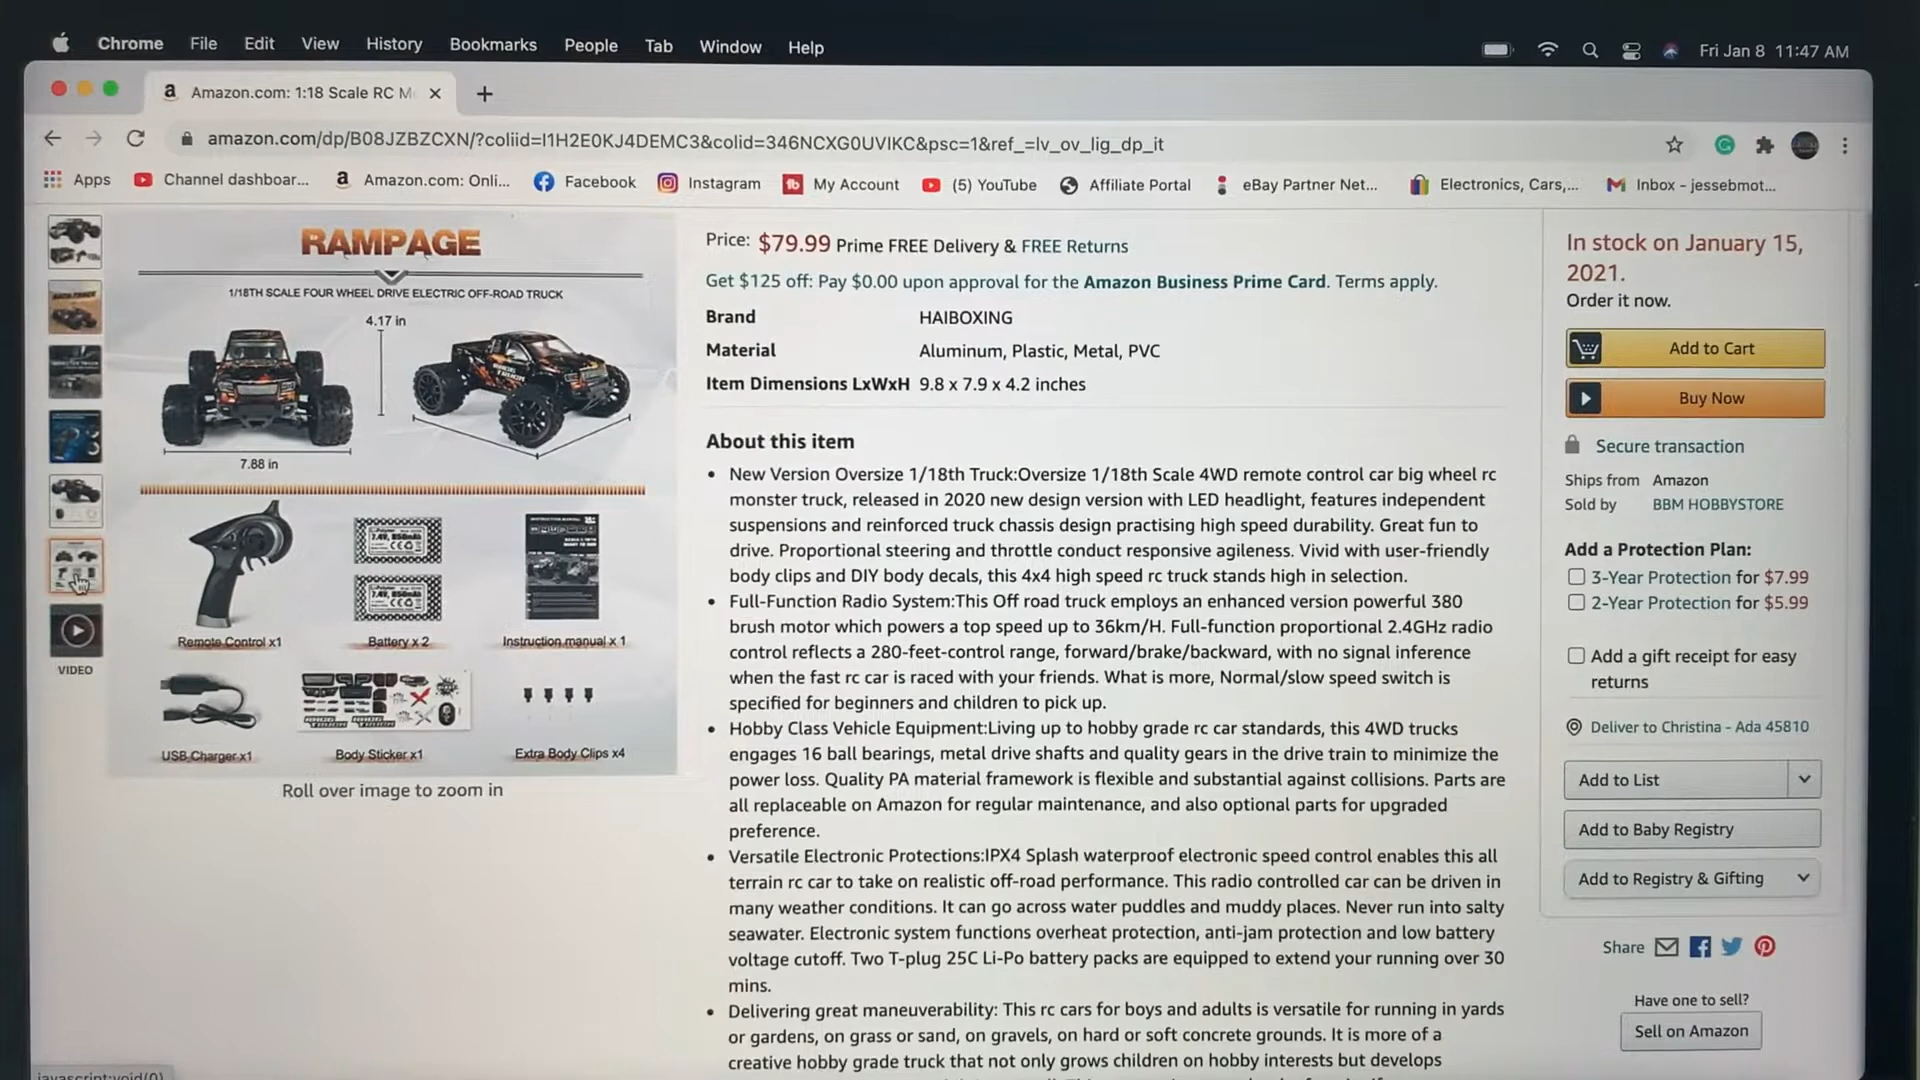 Chrome File Edit View History Bookmarks People Tab Window Help
Fri Jan 8 11:47 AM
a Amazon.com: 1:18 Scale RC M
amazon.com/dp/B08JZBZCXN/?coliid=I1H2E0KJ4DEMC3&colid=346NCXG0UVIKC&psc=1&ref_=lv_ov_lig_dp_it
Apps Channel dashboar... a Amazon.com: Onli... Facebook Instagram My Account (5) YouTube Affiliate Portal eBay Partner Net... Electronics, Cars,... Inbox - jessebmot...
RAMPAGE
1/18TH SCALE FOUR WHEEL DRIVE ELECTRIC OFF-ROAD TRUCK
4.17 in
7.88 in
7.4V, 850mAh
7.4V, 850mAh
Remote Control x1
Battery x 2
Instruction manual x 1
USB Charger x1
Body Sticker x1
Extra Body Clips x4
VIDEO
Roll over image to zoom in
Price: $79.99 Prime FREE Delivery & FREE Returns
Get $125 off: Pay $0.00 upon approval for the Amazon Business Prime Card. Terms apply.
Brand HAIBOXING
Material Aluminum, Plastic, Metal, PVC
Item Dimensions LxWxH 9.8 x 7.9 x 4.2 inches
About this item
• New Version Oversize 1/18th Truck:Oversize 1/18th Scale 4WD remote control car big wheel rc
monster truck, released in 2020 new design version with LED headlight, features independent
suspensions and reinforced truck chassis design practising high speed durability. Great fun to
drive. Proportional steering and throttle conduct responsive agileness. Vivid with user-friendly
body clips and DIY body decals, this 4x4 high speed rc truck stands high in selection.
• Full-Function Radio System:This Off road truck employs an enhanced version powerful 380
brush motor which powers a top speed up to 36km/H. Full-function proportional 2.4GHz radio
control reflects a 280-feet-control range, forward/brake/backward, with no signal inference
when the fast rc car is raced with your friends. What is more, Normal/slow speed switch is
specified for beginners and children to pick up.
• Hobby Class Vehicle Equipment:Living up to hobby grade rc car standards, this 4WD trucks
engages 16 ball bearings, metal drive shafts and quality gears in the drive train to minimize the
power loss. Quality PA material framework is flexible and substantial against collisions. Parts are
all replaceable on Amazon for regular maintenance, and also optional parts for upgraded
preference.
• Versatile Electronic Protections:IPX4 Splash waterproof electronic speed control enables this all
terrain rc car to take on realistic off-road performance. This radio controlled car can be driven in
many weather conditions. It can go across water puddles and muddy places. Never run into salty
seawater. Electronic system functions overheat protection, anti-jam protection and low battery
voltage cutoff. Two T-plug 25C Li-Po battery packs are equipped to extend your running over 30
mins.
• Delivering great maneuverability: This rc cars for boys and adults is versatile for running in yards
or gardens, on grass or sand, on gravels, on hard or soft concrete grounds. It is more of a
creative hobby grade truck that not only grows children on hobby interests but develops
In stock on January 15,
2021.
Order it now.
Add to Cart
Buy Now
Secure transaction
Ships from Amazon
Sold by BBM HOBBYSTORE
Add a Protection Plan:
3-Year Protection for $7.99
2-Year Protection for $5.99
Add a gift receipt for easy
returns
Deliver to Christina - Ada 45810
Add to List
Add to Baby Registry
Add to Registry & Gifting
Share
Have one to sell?
Sell on Amazon
javascript:void(0)